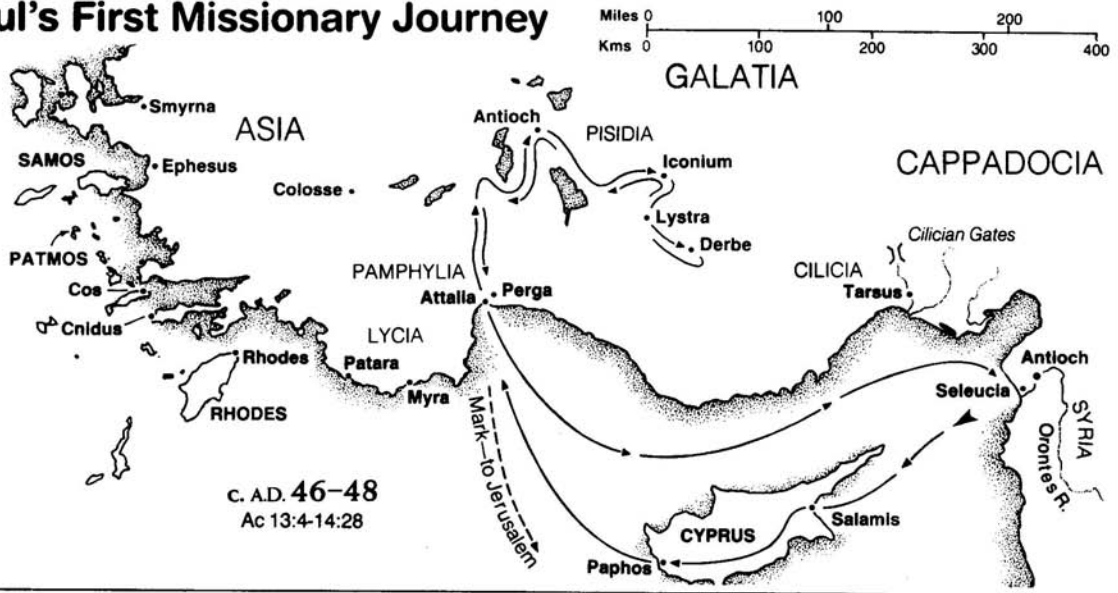 ul's First Missionary Journey
Miles 0 100 200
Kms 0 100 200 300 400
GALATIA
Antioch
PISIDIA
Smyrna
ASIA
Iconium
CAPPADOCIA
SAMOS
Ephesus
Colosse
Lystra
Cilician Gates
Derbe
PATMOS
PAMPHYLIA
CILICIA
Cos
Attalia
Perga
Tarsus
Cnidus
LYCIA
Rhodes
Patara
Antioch
Myra
Seleucia
RHODES
Mark—to Jerusalem
SYRIA
Orontes R.
c. A.D. 46–48
Ac 13:4-14:28
Salamis
CYPRUS
Paphos